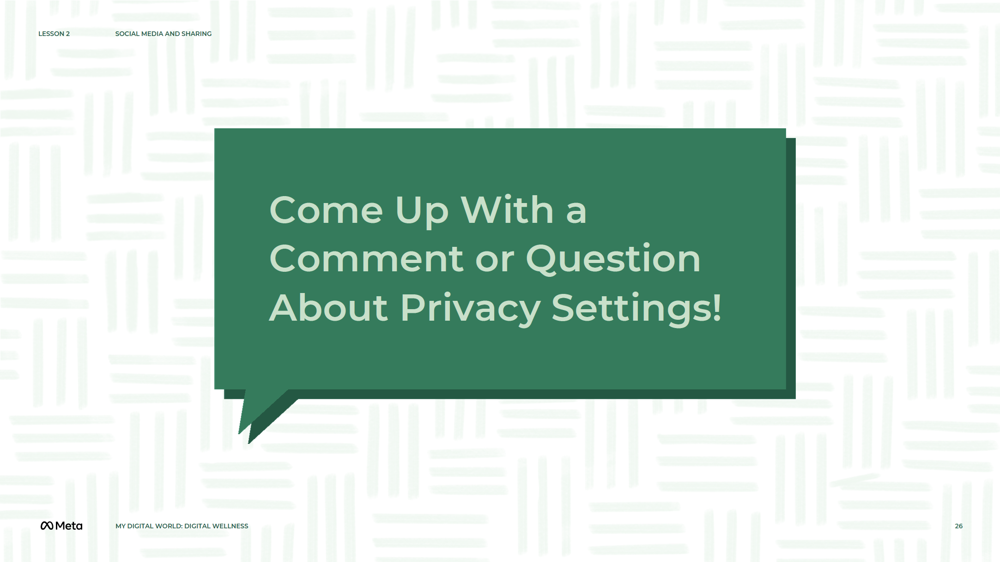 LESSON 2
SOCIAL MEDIA AND SHARING
Come Up With a
Comment or Question
About Privacy Settings!
Meta
MY DIGITAL WORLD: DIGITAL WELLNESS
26